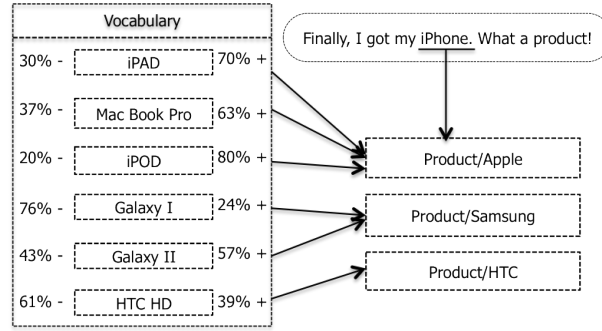 Vocabulary
Finally, I got my iPhone. What a product!
30% - iPAD 70% +
37% - Mac Book Pro 63% +
20% - iPOD 80% +
76% - Galaxy I 24% +
43% - Galaxy II 57% +
61% - HTC HD 39% +
Product/Apple
Product/Samsung
Product/HTC